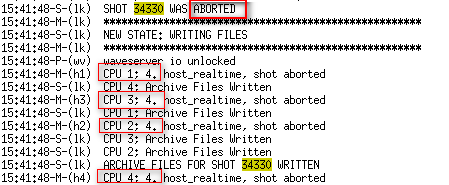 15:41:48-S-(lk) SHOT 34330 WAS ABORTED
15:41:48-M-(lk) **************************************************
15:41:48-S-(lk) NEW STATE: WRITING FILES
15:41:48-M-(lk) **************************************************
15:41:48-P-(wv) waveserver io unlocked
15:41:48-M-(h1) CPU 1; 4. host_realtime, shot aborted
15:41:48-S-(lk) CPU 4; Archive Files Written
15:41:48-M-(h3) CPU 3; 4. host_realtime, shot aborted
15:41:48-S-(lk) CPU 1; Archive Files Written
15:41:48-M-(h2) CPU 2; 4. host_realtime, shot aborted
15:41:48-S-(lk) CPU 3; Archive Files Written
15:41:48-S-(lk) CPU 2; Archive Files Written
15:41:48-S-(lk) ARCHIVE FILES FOR SHOT 34330 WRITTEN
15:41:48-M-(h4) CPU 4; 4. host_realtime, shot aborted